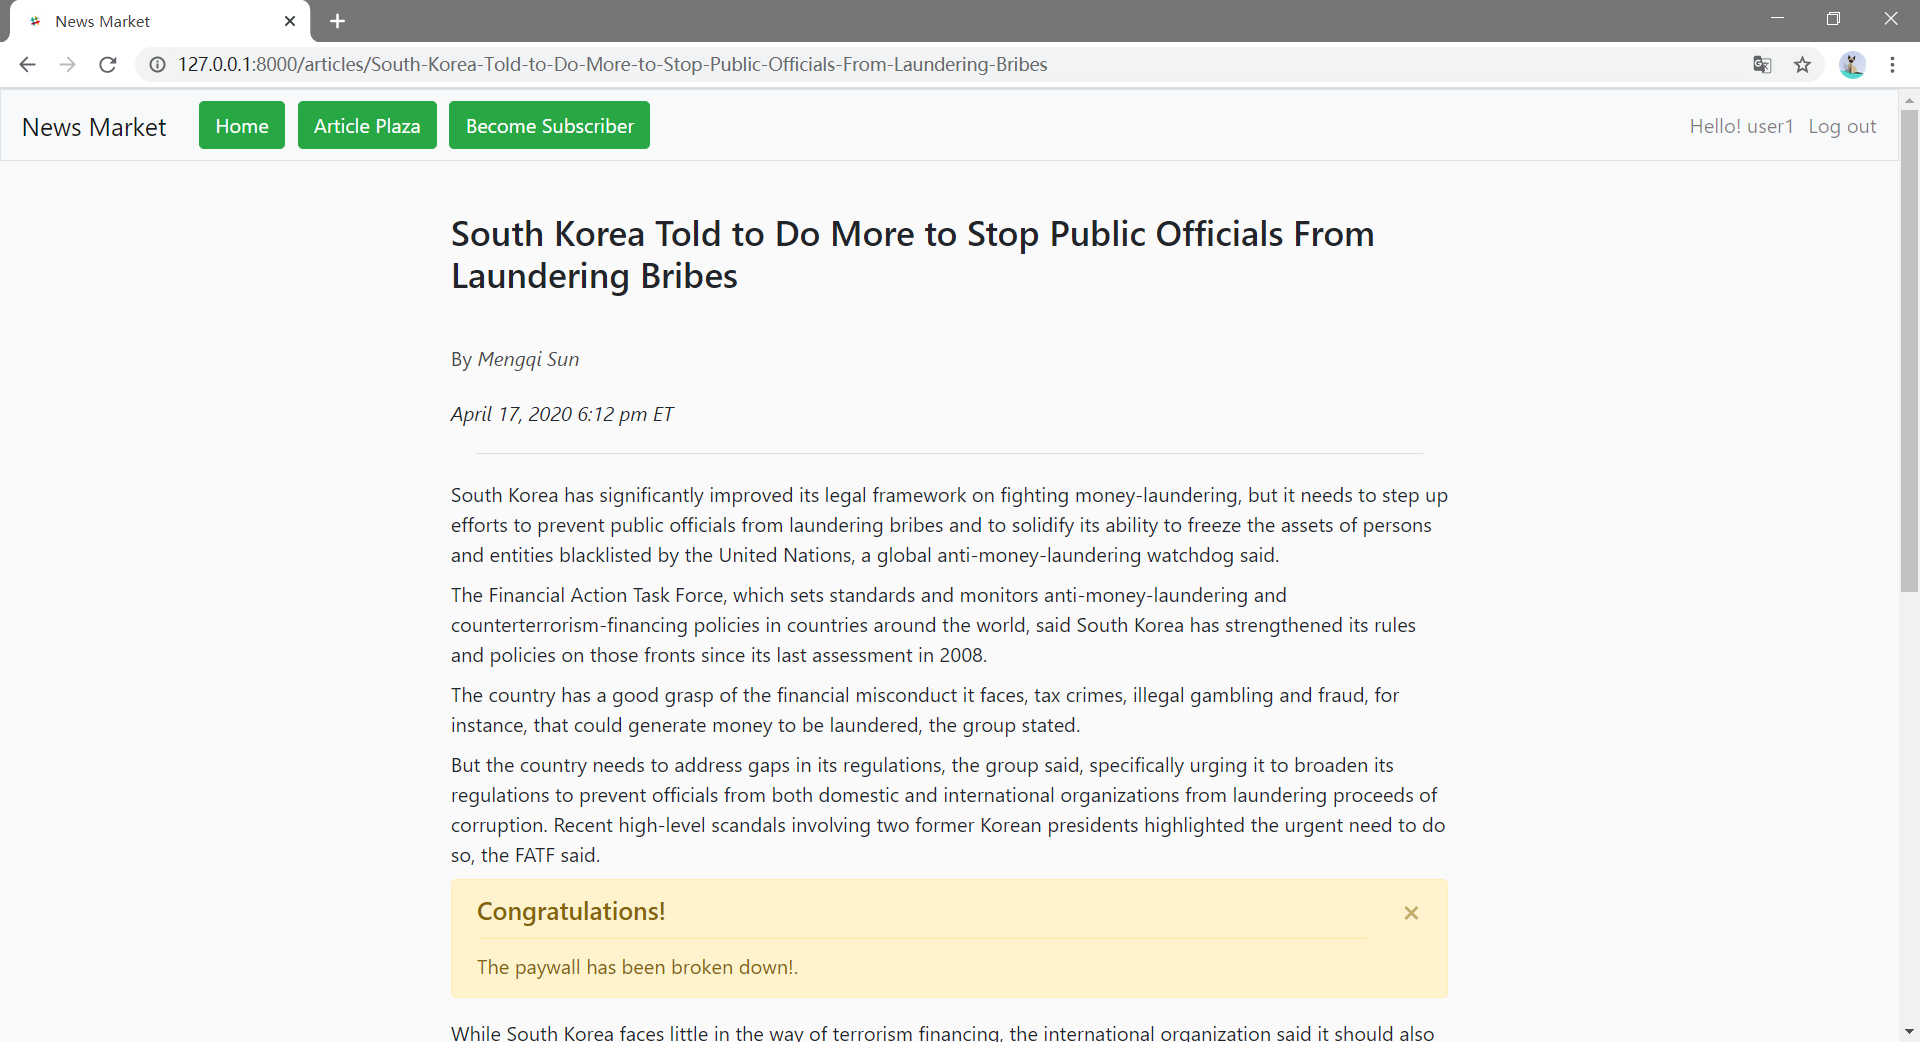 News Market
127.0.0.1:8000/articles/South-Korea-Told-to-Do-More-to-Stop-Public-Officials-From-Laundering-Bribes
News Market Home Article Plaza Become Subscriber Hello! user1 Log out
South Korea Told to Do More to Stop Public Officials From
Laundering Bribes
By Mengqi Sun
April 17, 2020 6:12 pm ET
South Korea has significantly improved its legal framework on fighting money-laundering, but it needs to step up
efforts to prevent public officials from laundering bribes and to solidify its ability to freeze the assets of persons
and entities blacklisted by the United Nations, a global anti-money-laundering watchdog said.
The Financial Action Task Force, which sets standards and monitors anti-money-laundering and
counterterrorism-financing policies in countries around the world, said South Korea has strengthened its rules
and policies on those fronts since its last assessment in 2008.
The country has a good grasp of the financial misconduct it faces, tax crimes, illegal gambling and fraud, for
instance, that could generate money to be laundered, the group stated.
But the country needs to address gaps in its regulations, the group said, specifically urging it to broaden its
regulations to prevent officials from both domestic and international organizations from laundering proceeds of
corruption. Recent high-level scandals involving two former Korean presidents highlighted the urgent need to do
so, the FATF said.
Congratulations! ×
The paywall has been broken down!.
While South Korea faces little in the way of terrorism financing, the international organization said it should also